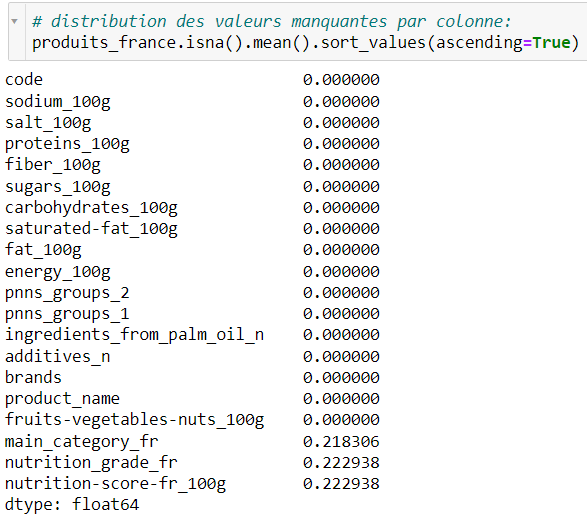 # distribution des valeurs manquantes par colonne:
produits_france.isna().mean().sort_values(ascending=True)
code 0.000000
sodium_100g 0.000000
salt_100g 0.000000
proteins_100g 0.000000
fiber_100g 0.000000
sugars_100g 0.000000
carbohydrates_100g 0.000000
saturated-fat_100g 0.000000
fat_100g 0.000000
energy_100g 0.000000
pnns_groups_2 0.000000
pnns_groups_1 0.000000
ingredients_from_palm_oil_n 0.000000
additives_n 0.000000
brands 0.000000
product_name 0.000000
fruits-vegetables-nuts_100g 0.000000
main_category_fr 0.218306
nutrition_grade_fr 0.222938
nutrition-score-fr_100g 0.222938
dtype: float64